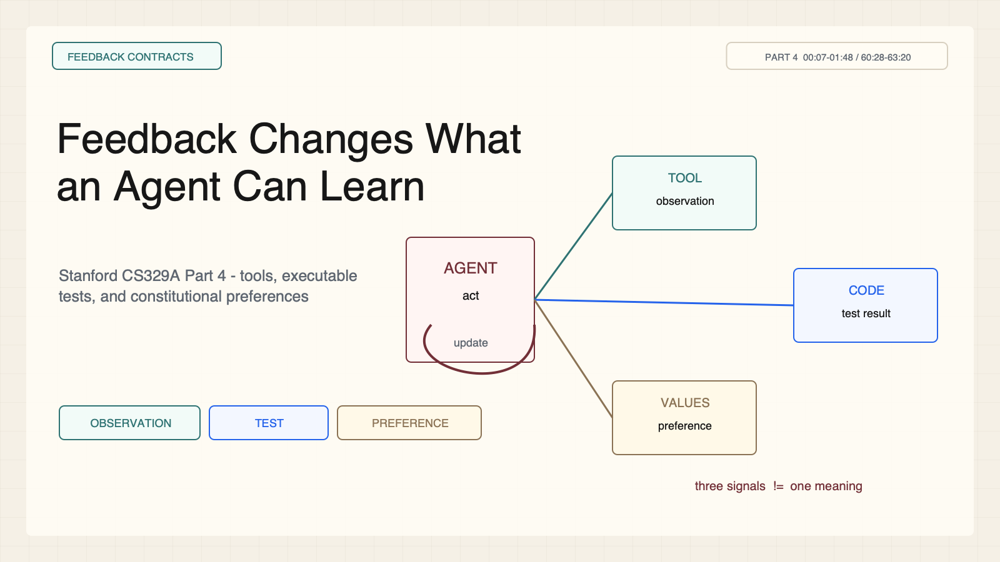 FEEDBACK CONTRACTS
PART 4  00:07-01:48 / 60:28-63:20
Feedback Changes What
an Agent Can Learn
Stanford CS329A Part 4 - tools, executable
tests, and constitutional preferences
AGENT
act
update
TOOL
observation
CODE
test result
VALUES
preference
OBSERVATION
TEST
PREFERENCE
three signals  !=  one meaning